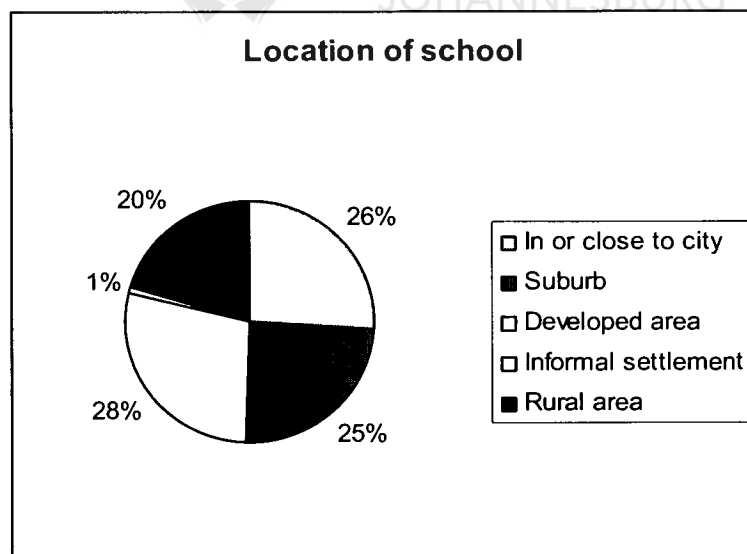 JOHANNESBURG
Location of school
20%
26%
1%
28%
25%
In or close to city
Suburb
Developed area
Informal settlement
Rural area